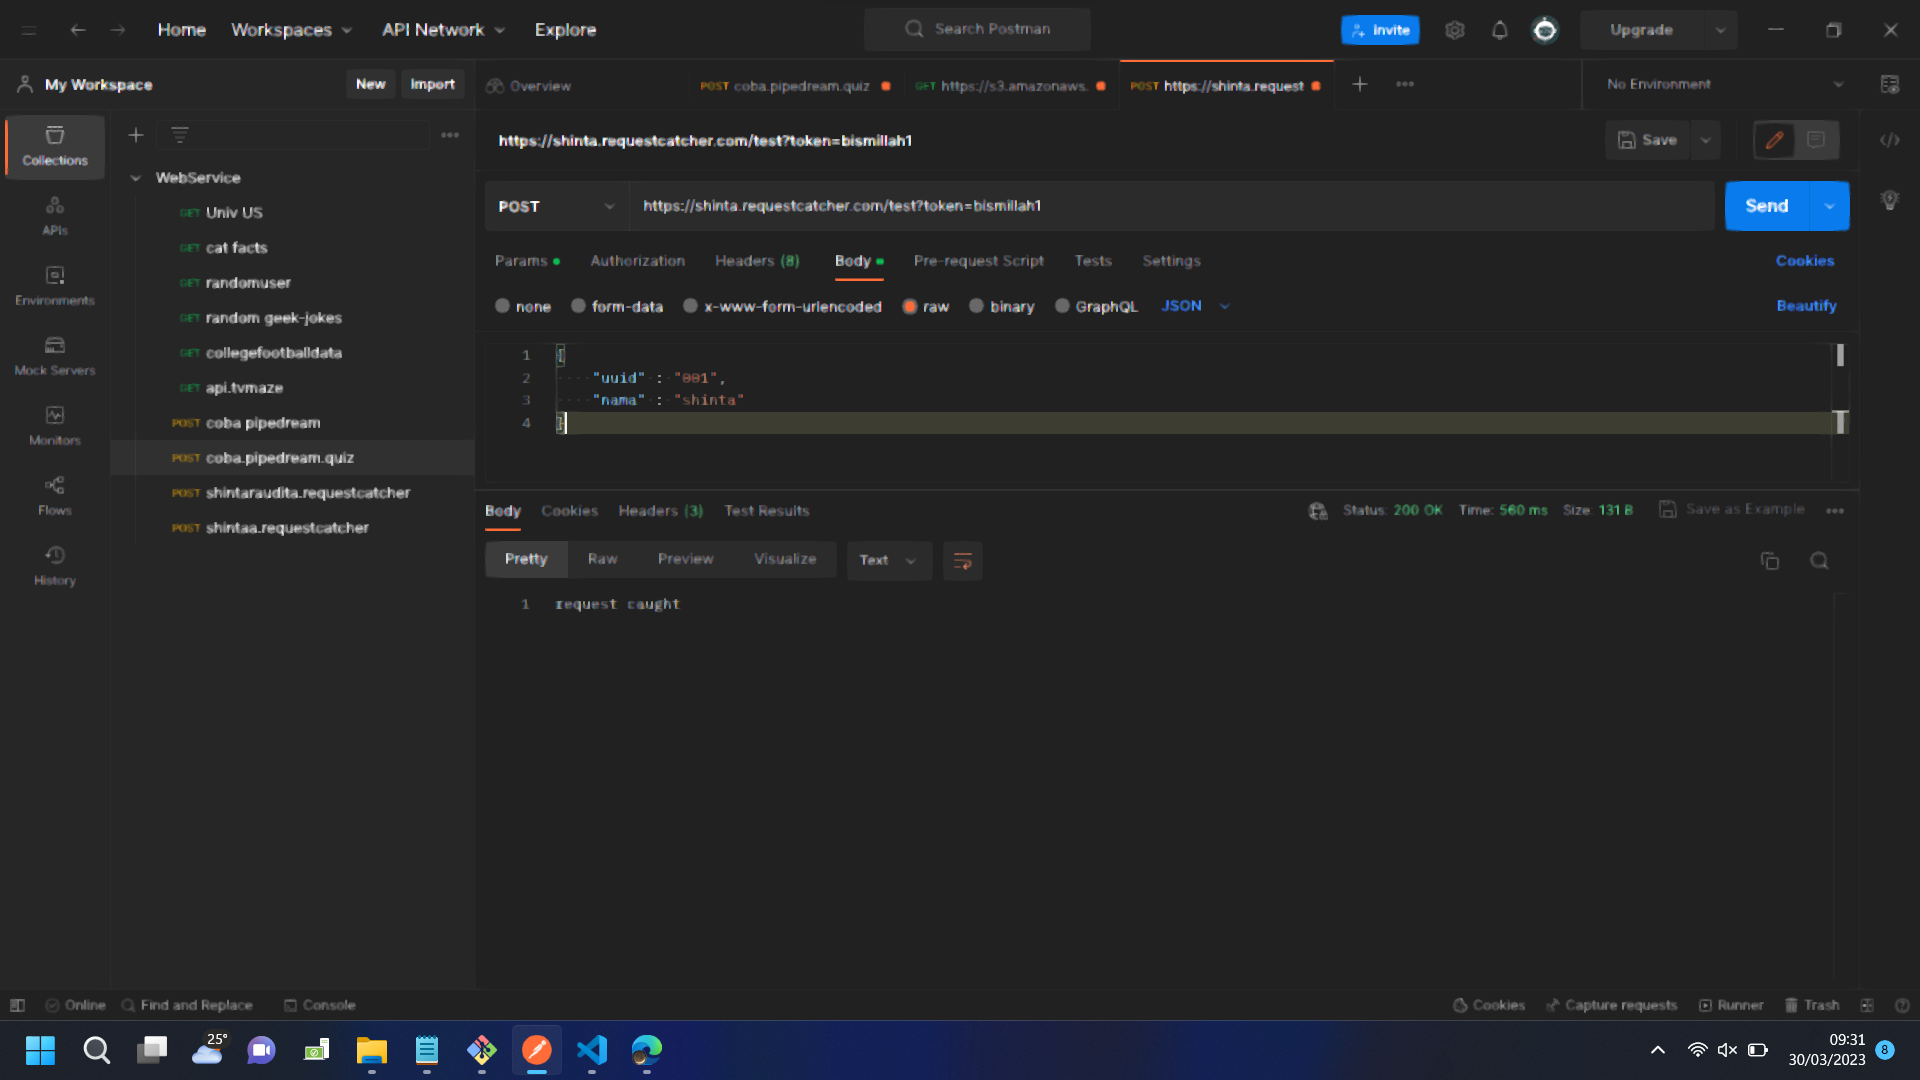 Home Workspaces API Network Explore Search Postman Invite Upgrade
My Workspace New Import Overview POST coba.pipedream.quiz GET https://s3.amazonaws. POST https://shinta.request No Environment
https://shinta.requestcatcher.com/test?token=bismillah1 Save
Collections
WebService
POST https://shinta.requestcatcher.com/test?token=bismillah1 Send
GET Univ US
APIs
GET cat facts
Params Authorization Headers (8) Body Pre-request Script Tests Settings Cookies
GET randomuser
Environments
none form-data x-www-form-urlencoded raw binary GraphQL JSON Beautify
GET random geek-jokes
GET collegefootballdata
1 {
Mock Servers
2 "uuid" : "001",
GET api.tvmaze
3 "nama" : "shinta"
POST coba pipedream
4 }
Monitors
POST coba.pipedream.quiz
POST shintaraudita.requestcatcher
Flows
Body Cookies Headers (3) Test Results Status: 200 OK Time: 560 ms Size: 131 B Save as Example
POST shintaa.requestcatcher
Pretty Raw Preview Visualize Text
History
1 request caught
Online Find and Replace Console Cookies Capture requests Runner Trash
25°
09:31
30/03/2023 8